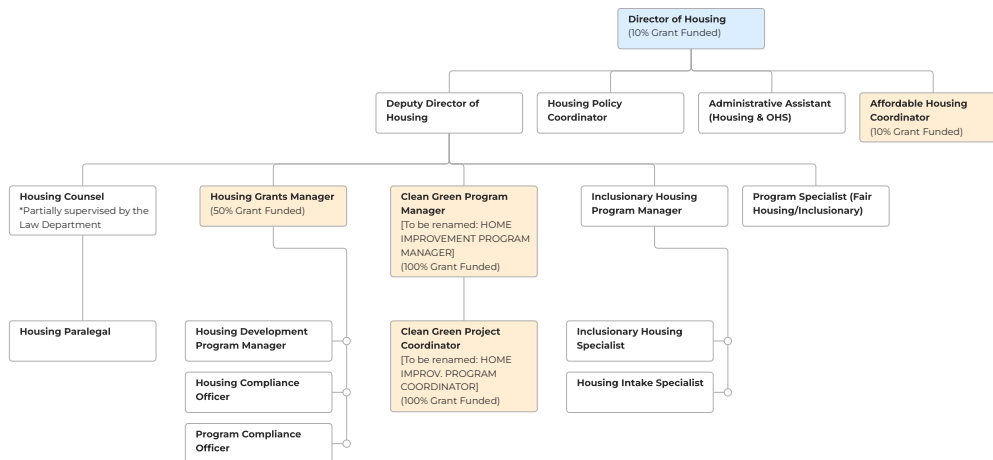 Director of Housing
(10% Grant Funded)
Deputy Director of
Housing
Housing Policy
Coordinator
Administrative Assistant
(Housing & OHS)
Affordable Housing
Coordinator
(10% Grant Funded)
Housing Counsel
*Partially supervised by the
Law Department
Housing Grants Manager
(50% Grant Funded)
Clean Green Program
Manager
[To be renamed: HOME
IMPROVEMENT PROGRAM
MANAGER]
(100% Grant Funded)
Inclusionary Housing
Program Manager
Program Specialist (Fair
Housing/Inclusionary)
Housing Paralegal
Housing Development
Program Manager
Housing Compliance
Officer
Program Compliance
Officer
Clean Green Project
Coordinator
[To be renamed: HOME
IMPROV. PROGRAM
COORDINATOR]
(100% Grant Funded)
Inclusionary Housing
Specialist
Housing Intake Specialist